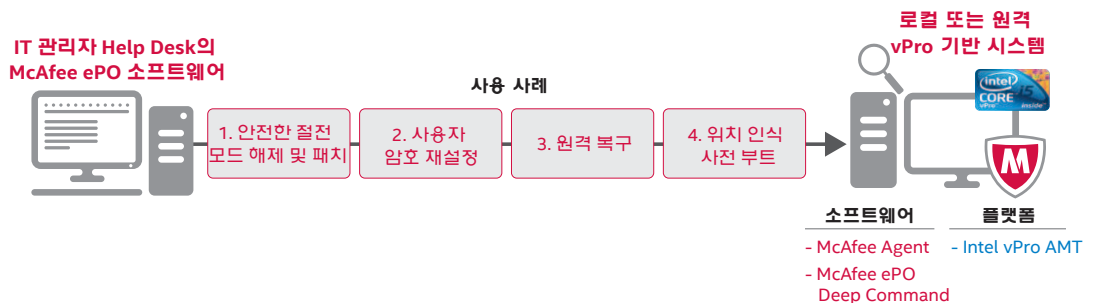 IT 관리자 Help Desk의
McAfee ePO 소프트웨어
사용 사례
1. 안전한 절전
모드 해제 및 패치
2. 사용자
암호 재설정
3. 원격 복구
4. 위치 인식
사전 부트
로컬 또는 원격
vPro 기반 시스템
(intel)
CORE i5
vPro™ inside™
M
소프트웨어
- McAfee Agent
- McAfee ePO
Deep Command
플랫폼
- Intel vPro AMT